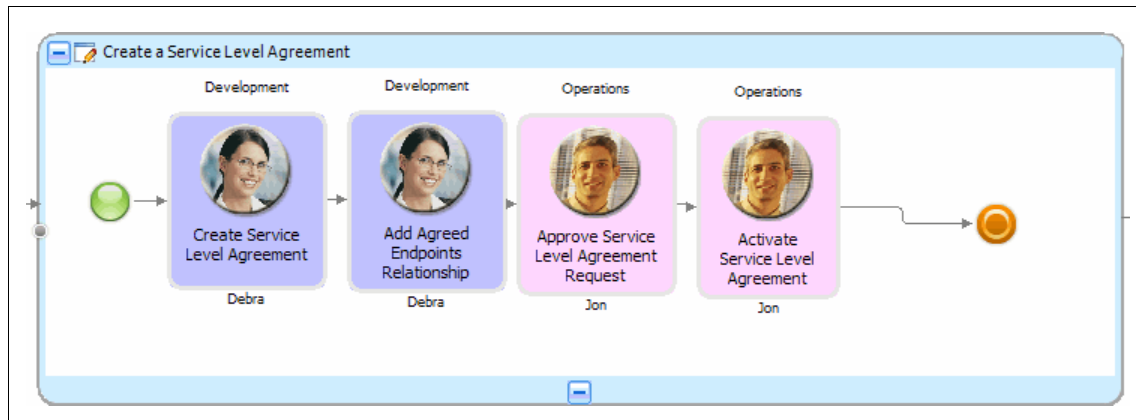 Create a Service Level Agreement
Development
Development
Operations
Operations
Create Service
Level Agreement
Add Agreed
Endpoints
Relationship
Approve Service
Level Agreement
Request
Activate
Service Level
Agreement
Debra
Debra
Jon
Jon